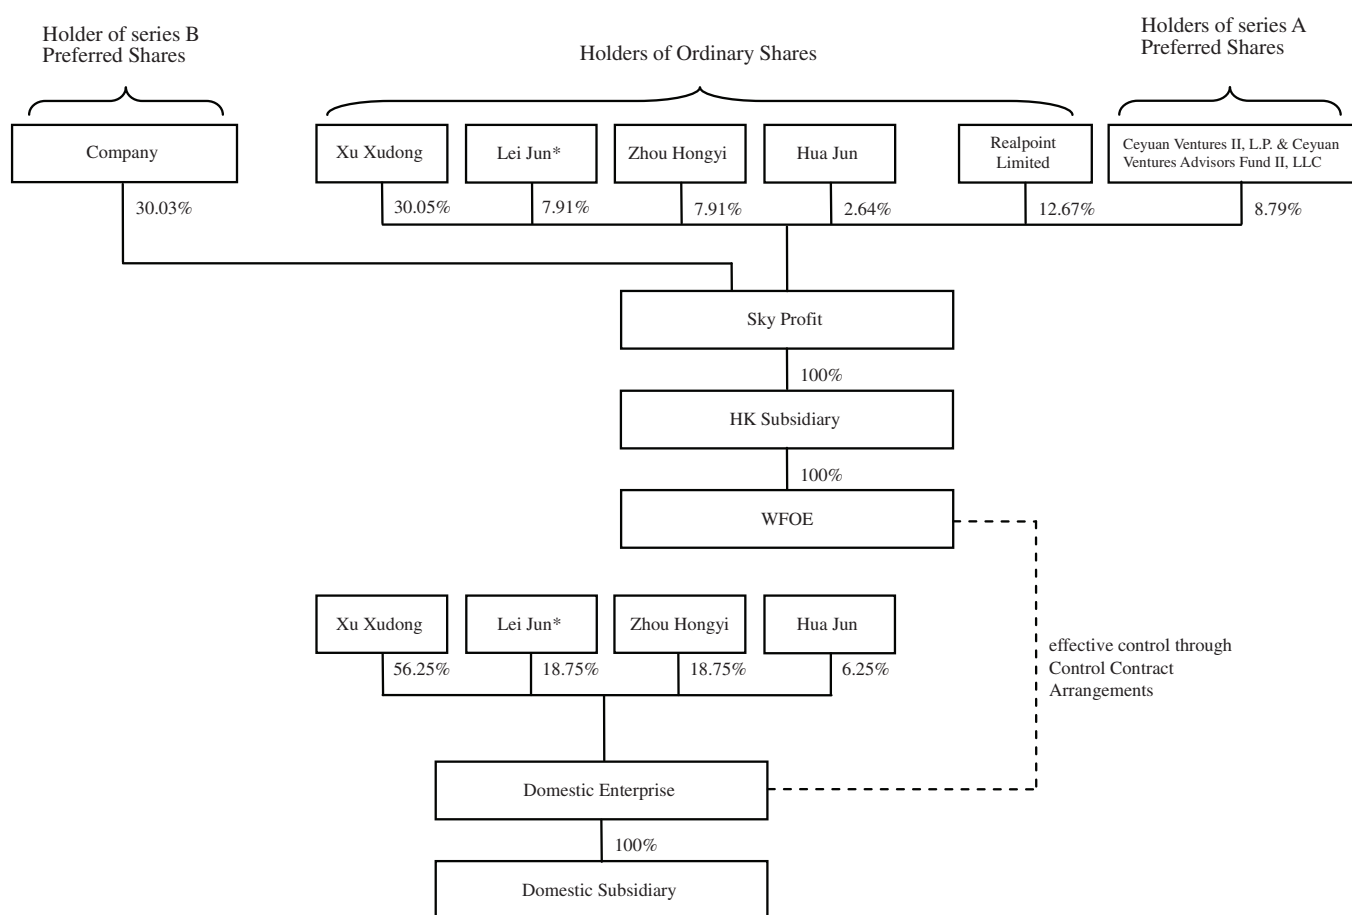 Holder of series B
Preferred Shares
Holders of Ordinary Shares
Holders of series A
Preferred Shares
Company
Xu Xudong
Lei Jun*
Zhou Hongyi
Hua Jun
Realpoint
Limited
Ceyuan Ventures II, L.P. & Ceyuan
Ventures Advisors Fund II, LLC
30.03%
30.05%
7.91%
7.91%
2.64%
12.67%
8.79%
Sky Profit
100%
HK Subsidiary
100%
WFOE
Xu Xudong
Lei Jun*
Zhou Hongyi
Hua Jun
56.25%
18.75%
18.75%
6.25%
effective control through
Control Contract
Arrangements
Domestic Enterprise
100%
Domestic Subsidiary